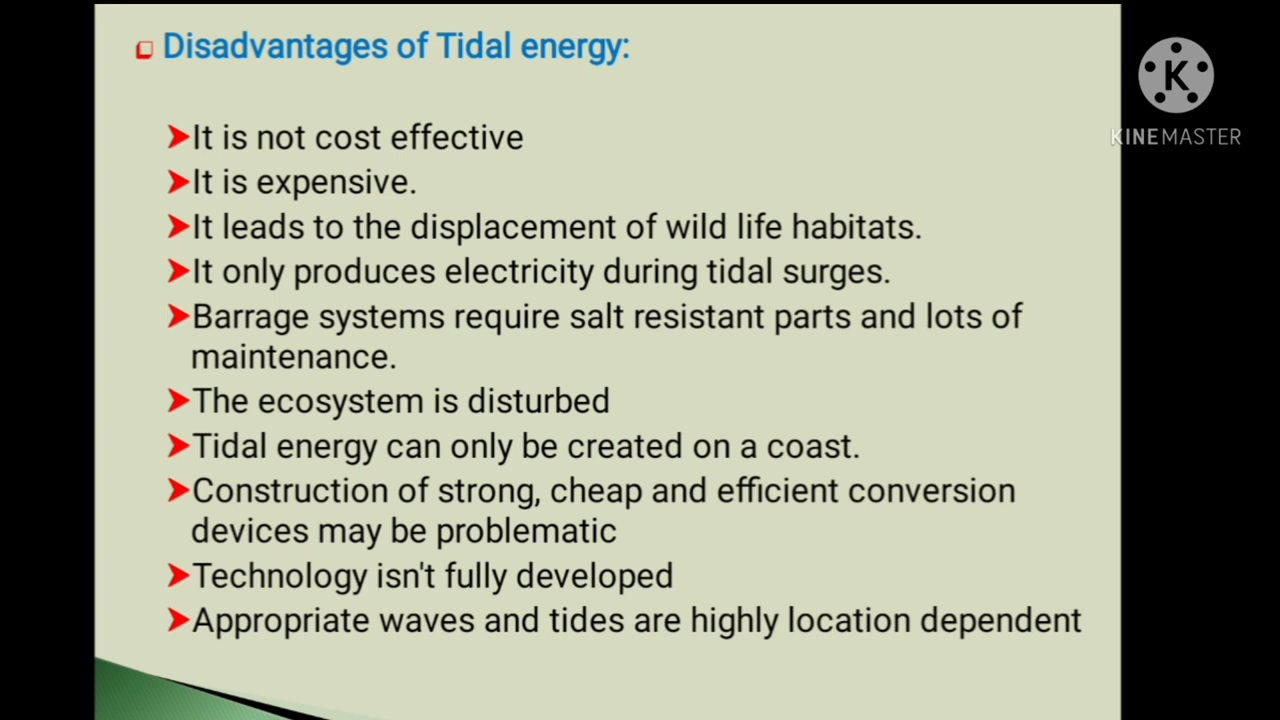 Disadvantages of Tidal energy:
It is not cost effective
It is expensive.
It leads to the displacement of wild life habitats.
It only produces electricity during tidal surges.
Barrage systems require salt resistant parts and lots of
maintenance.
The ecosystem is disturbed
Tidal energy can only be created on a coast.
Construction of strong, cheap and efficient conversion
devices may be problematic
Technology isn't fully developed
Appropriate waves and tides are highly location dependent
K
KINEMASTER